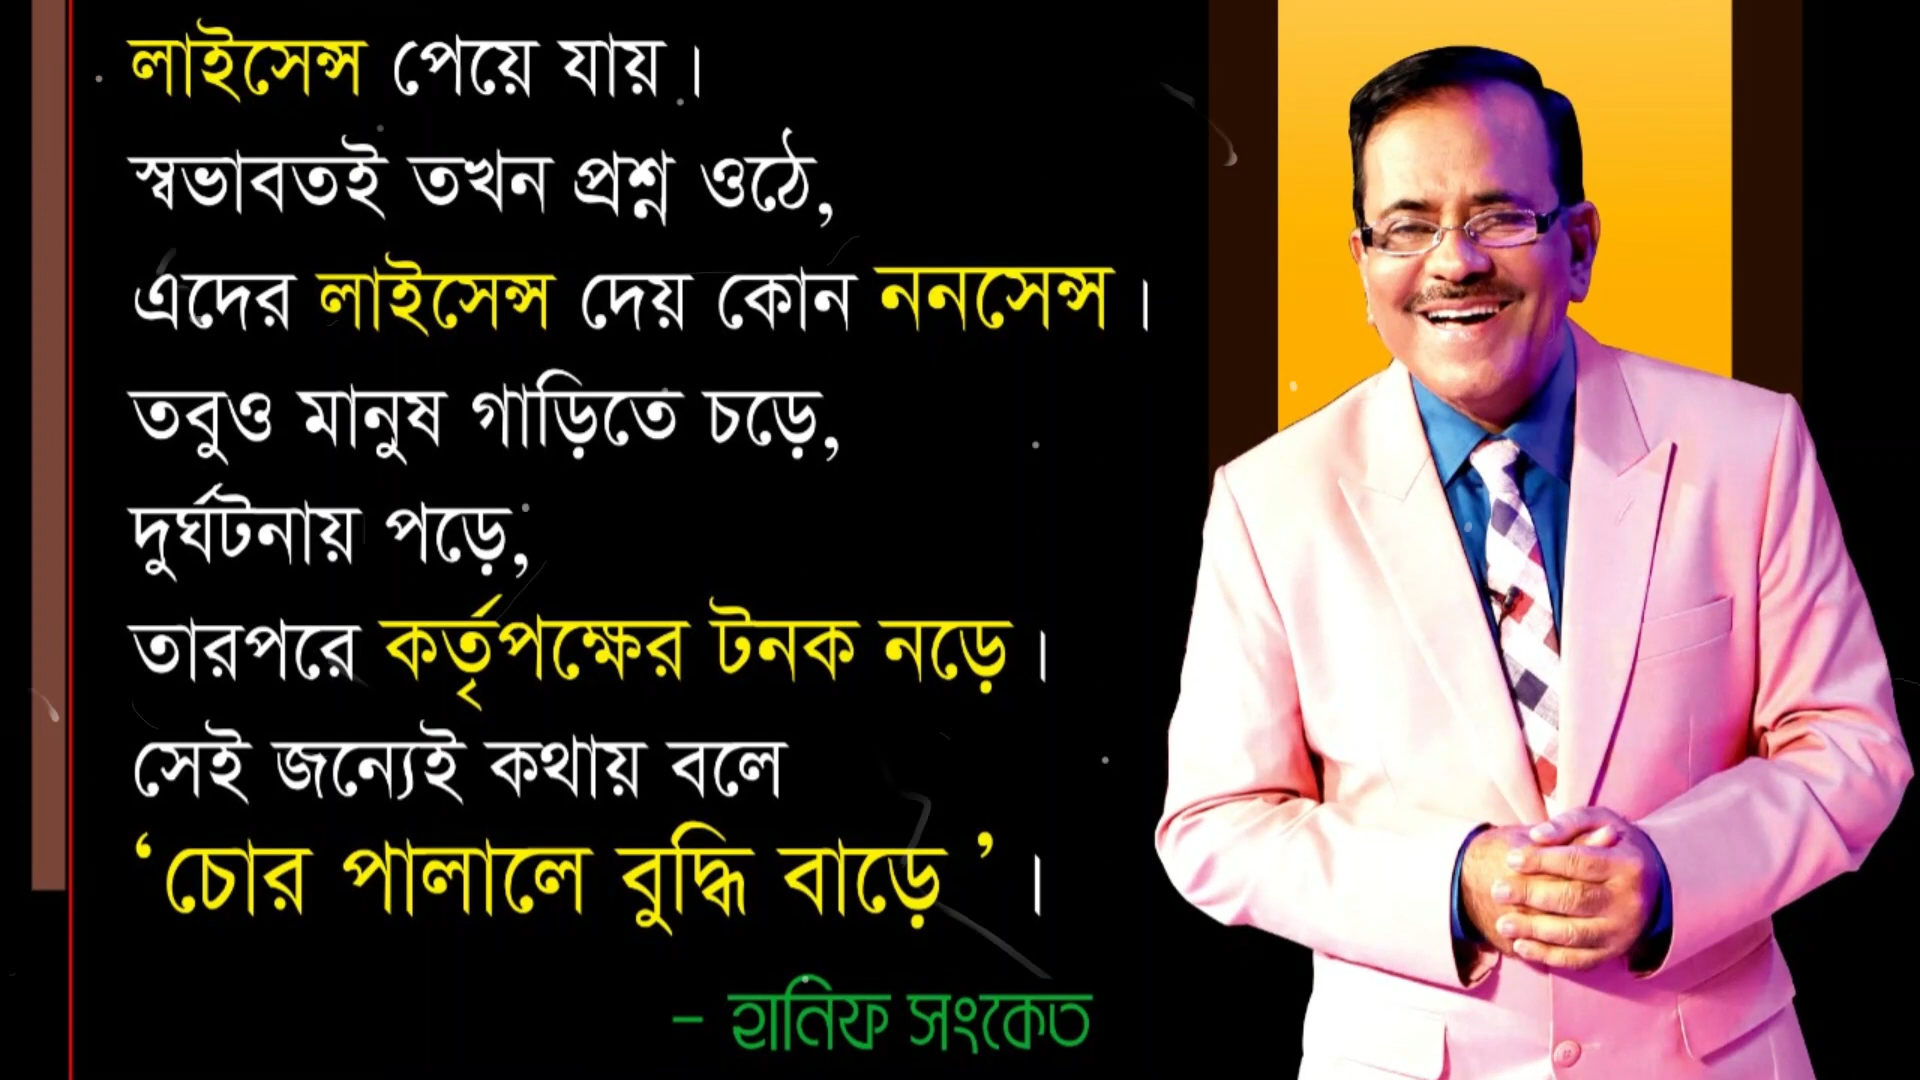 লাইসেন্স পেয়ে যায়।
স্বভাবতই তখন প্রশ্ন ওঠে,
এদের লাইসেন্স দেয় কোন ননসেন্স।
তবুও মানুষ গাড়িতে চড়ে,
দুর্ঘটনায় পড়ে,
তারপরে কর্তৃপক্ষের টনক নড়ে।
সেই জন্যেই কথায় বলে
‘চোর পালালে বুদ্ধি বাড়ে’।
- হানিফ সংকেত